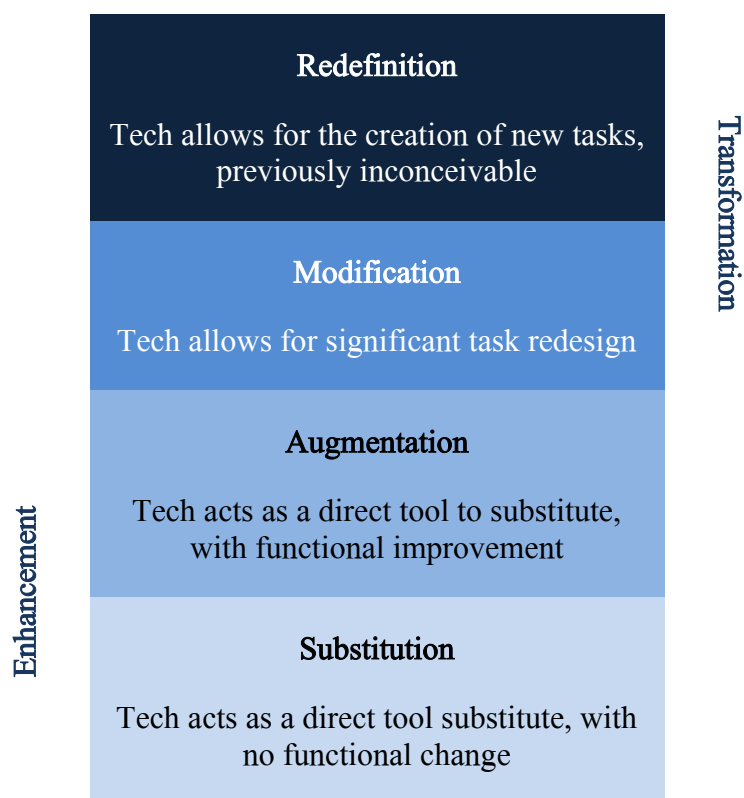 Redefinition
Tech allows for the creation of new tasks,
previously inconceivable
Transformation
Modification
Tech allows for significant task redesign
Augmentation
Tech acts as a direct tool to substitute,
with functional improvement
Enhancement
Substitution
Tech acts as a direct tool substitute, with
no functional change